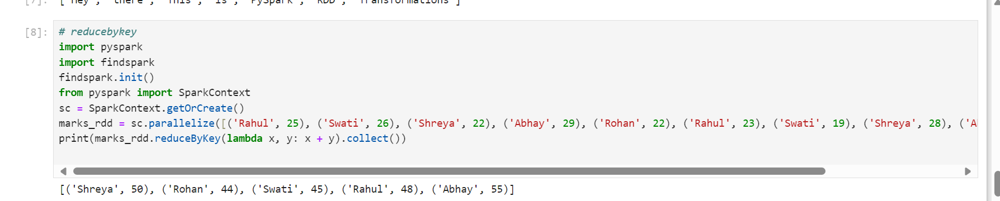 [7]: ['Hey', 'there', 'This', 'is', 'PySpark', 'RDD', 'Transformations']
[8]: # reducebykey
import pyspark
import findspark
findspark.init()
from pyspark import SparkContext
sc = SparkContext.getOrCreate()
marks_rdd = sc.parallelize([('Rahul', 25), ('Swati', 26), ('Shreya', 22), ('Abhay', 29), ('Rohan', 22), ('Rahul', 23), ('Swati', 19), ('Shreya', 28), ('A
print(marks_rdd.reduceByKey(lambda x, y: x + y).collect())
[('Shreya', 50), ('Rohan', 44), ('Swati', 45), ('Rahul', 48), ('Abhay', 55)]